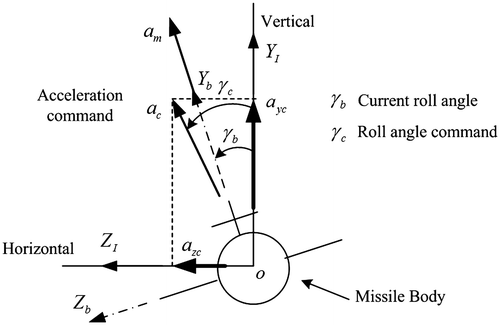 Vertical
a_m
Y_I
Y_b
γ_c
Acceleration
command
a_c
a_yc
γ_b
γ_b Current roll angle
γ_c Roll angle command
Horizontal
Z_I
a_zc
o
Z_b
Missile Body